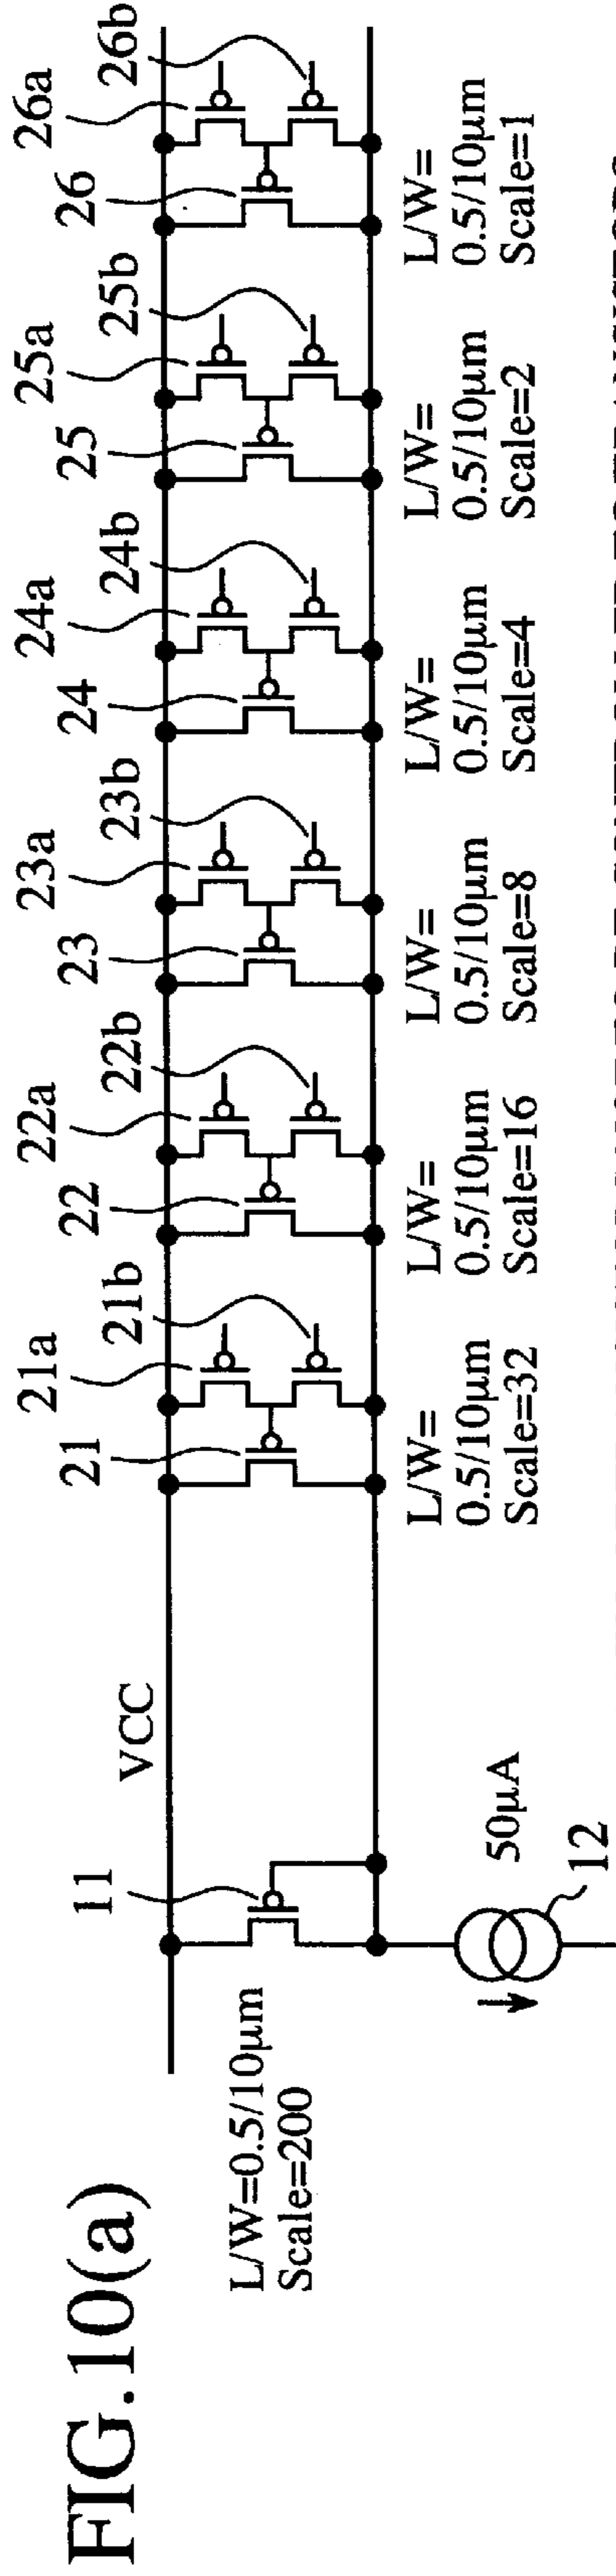 FIG.10(a)
VCC
11
L/W=0.5/10μm
Scale=200
50μA
12
21
21a
21b
L/W=
0.5/10μm
Scale=32
22
22a
22b
L/W=
0.5/10μm
Scale=16
23
23a
23b
L/W=
0.5/10μm
Scale=8
24
24a
24b
L/W=
0.5/10μm
Scale=4
25
25a
25b
L/W=
0.5/10μm
Scale=2
26
26a
26b
L/W=
0.5/10μm
Scale=1